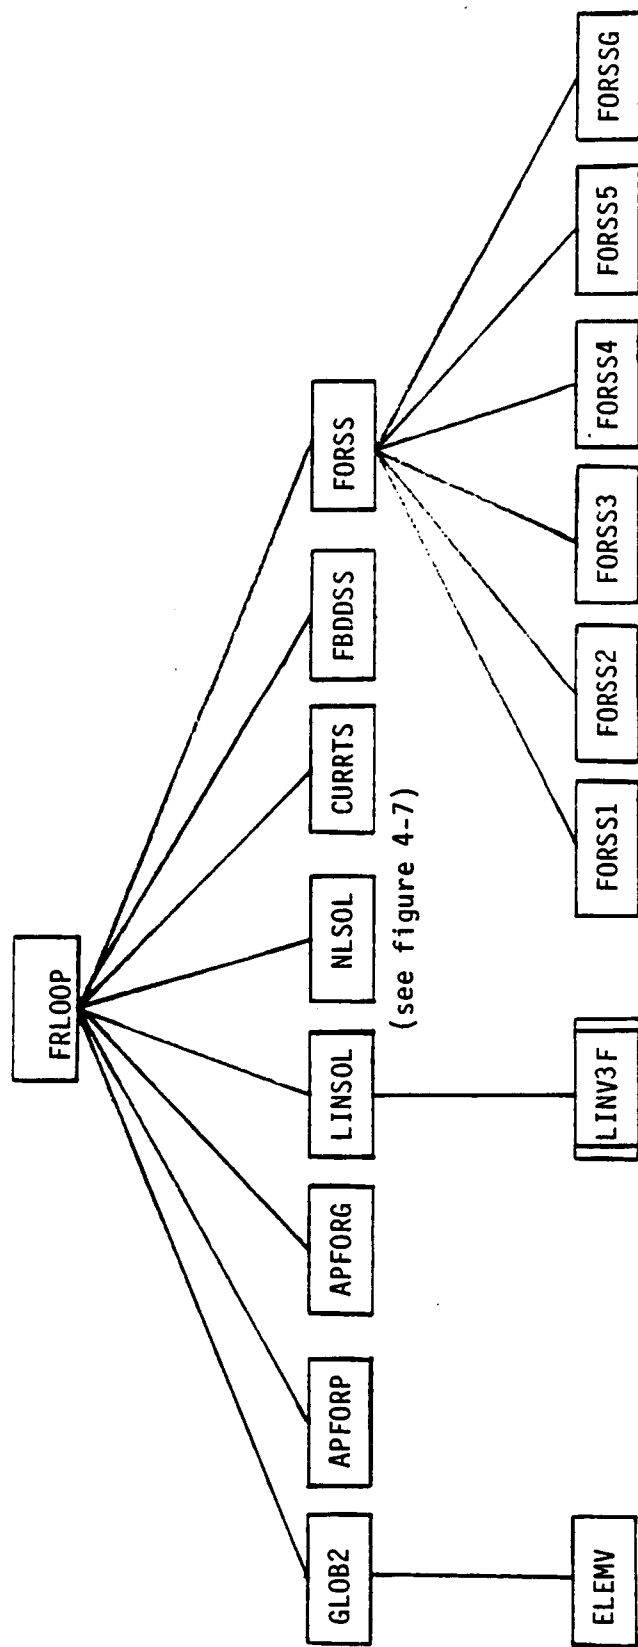 FRLOOP
GLOB2
APFORP
APFORG
LINSOL
NLSOL
(see figure 4-7)
CURRTS
FBDDSS
FORSS
ELEMV
LINV3F
FORSS1
FORSS2
FORSS3
FORSS4
FORSS5
FORSSG